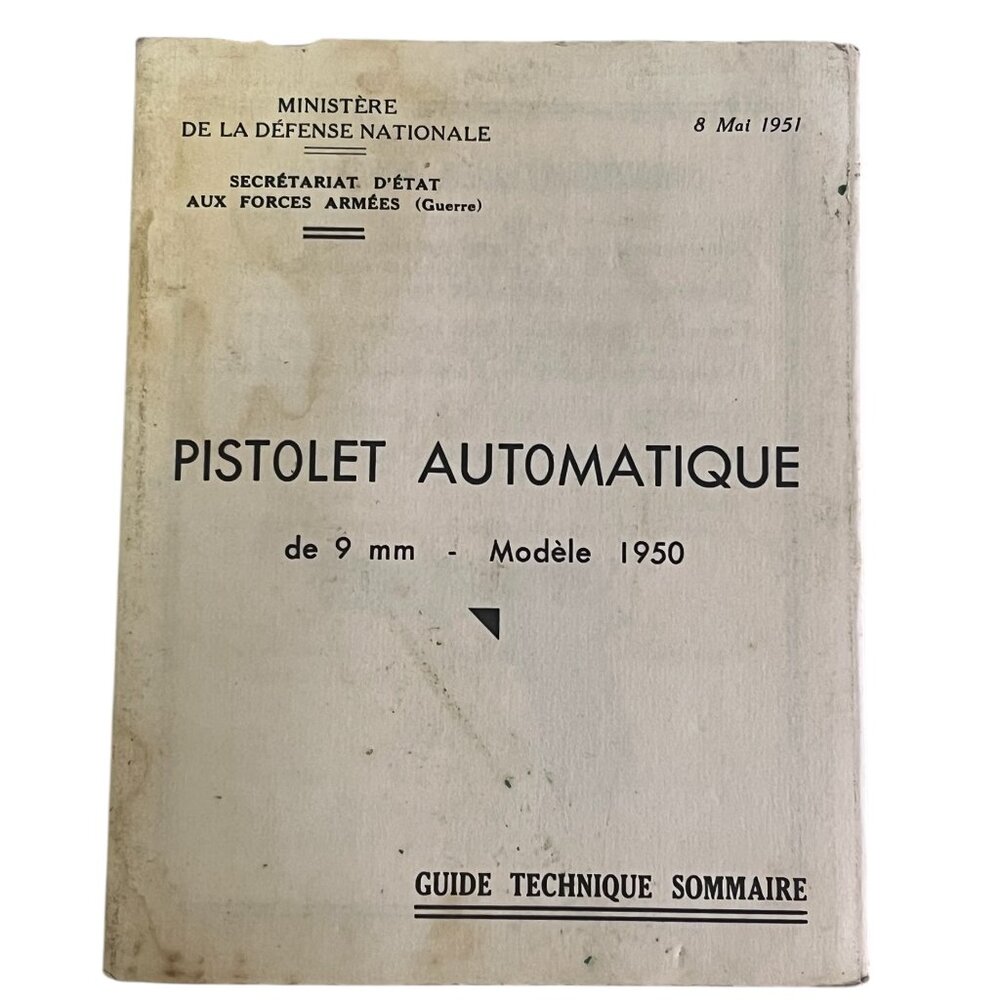 MINISTÈRE
DE LA DÉFENSE NATIONALE
8 Mai 1951
SECRÉTARIAT D'ÉTAT
AUX FORCES ARMÉES (Guerre)
PISTOLET AUTOMATIQUE
de 9 mm - Modèle 1950
GUIDE TECHNIQUE SOMMAIRE